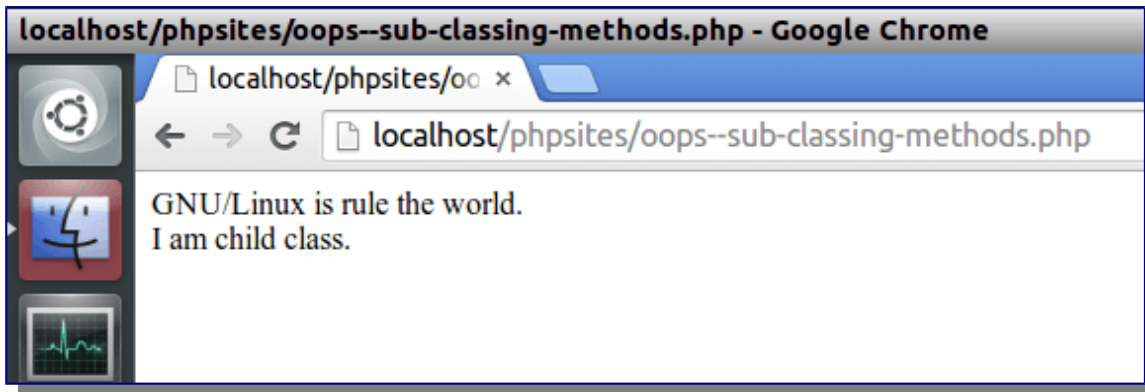 localhost/phpsites/oops--sub-classing-methods.php - Google Chrome
localhost/phpsites/oo
localhost/phpsites/oops--sub-classing-methods.php
GNU/Linux is rule the world.
I am child class.